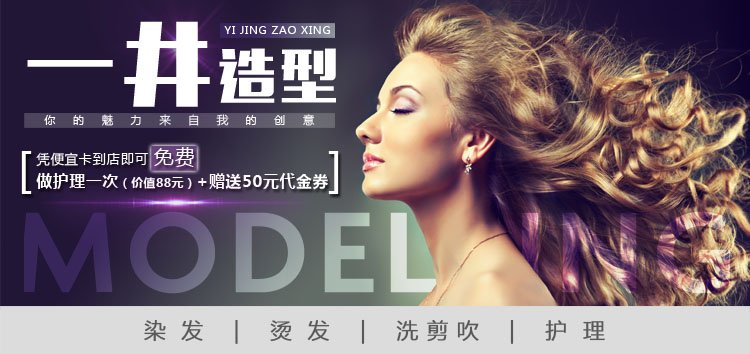 YI JING ZAO XING
一井造型
你的魅力来自我的创意
凭便宜卡到店即可 免费
做护理一次（价值88元）+赠送50元代金券
MODELING
染发 | 烫发 | 洗剪吹 | 护理